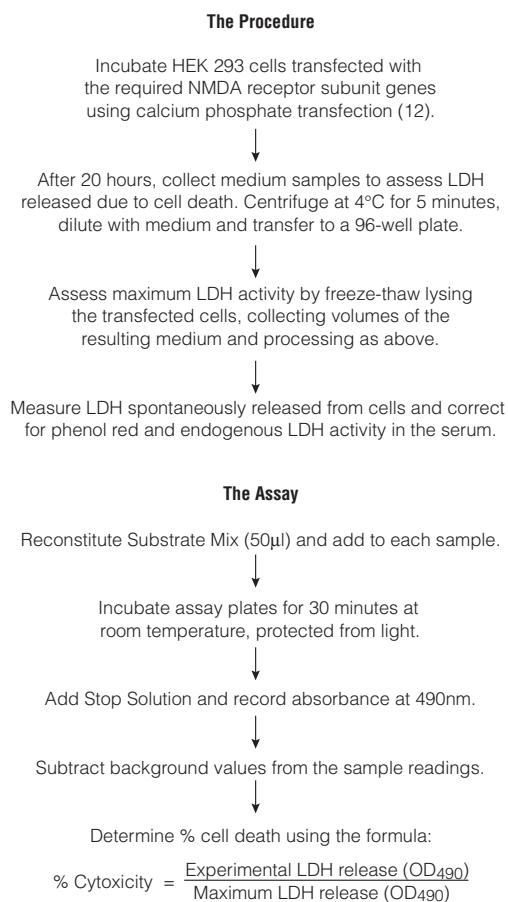 The Procedure
Incubate HEK 293 cells transfected with
the required NMDA receptor subunit genes
using calcium phosphate transfection (12).
After 20 hours, collect medium samples to assess LDH
released due to cell death. Centrifuge at 4°C for 5 minutes,
dilute with medium and transfer to a 96-well plate.
Assess maximum LDH activity by freeze-thaw lysing
the transfected cells, collecting volumes of the
resulting medium and processing as above.
Measure LDH spontaneously released from cells and correct
for phenol red and endogenous LDH activity in the serum.
The Assay
Reconstitute Substrate Mix (50µl) and add to each sample.
Incubate assay plates for 30 minutes at
room temperature, protected from light.
Add Stop Solution and record absorbance at 490nm.
Subtract background values from the sample readings.
Determine % cell death using the formula:
% Cytoxicity = Experimental LDH release (OD490)
Maximum LDH release (OD490)